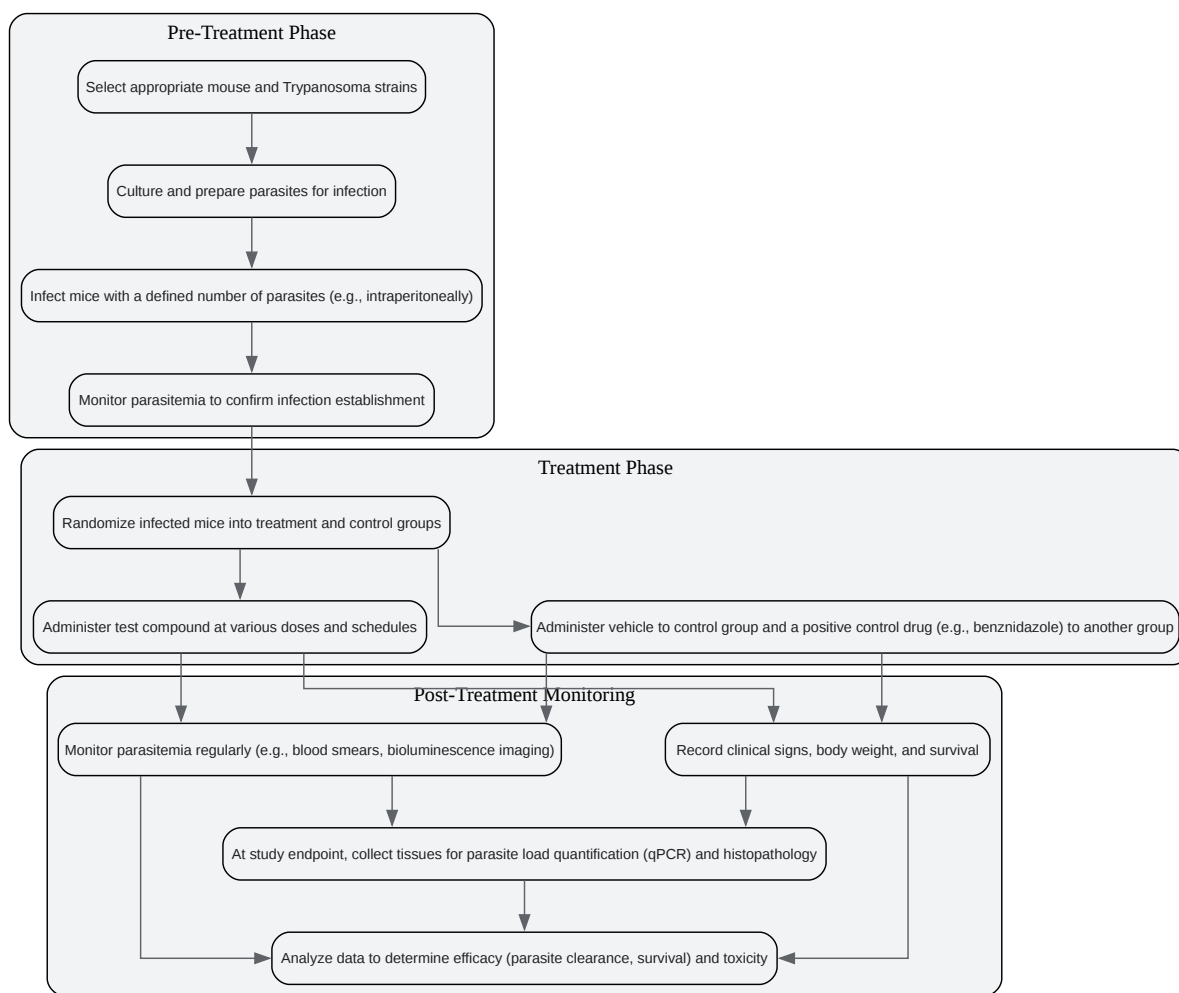 Pre-Treatment Phase
Select appropriate mouse and Trypanosoma strains
Culture and prepare parasites for infection
Infect mice with a defined number of parasites (e.g., intraperitoneally)
Monitor parasitemia to confirm infection establishment
Treatment Phase
Randomize infected mice into treatment and control groups
Administer test compound at various doses and schedules
Administer vehicle to control group and a positive control drug (e.g., benznidazole) to another group
Post-Treatment Monitoring
Monitor parasitemia regularly (e.g., blood smears, bioluminescence imaging)
Record clinical signs, body weight, and survival
At study endpoint, collect tissues for parasite load quantification (qPCR) and histopathology
Analyze data to determine efficacy (parasite clearance, survival) and toxicity